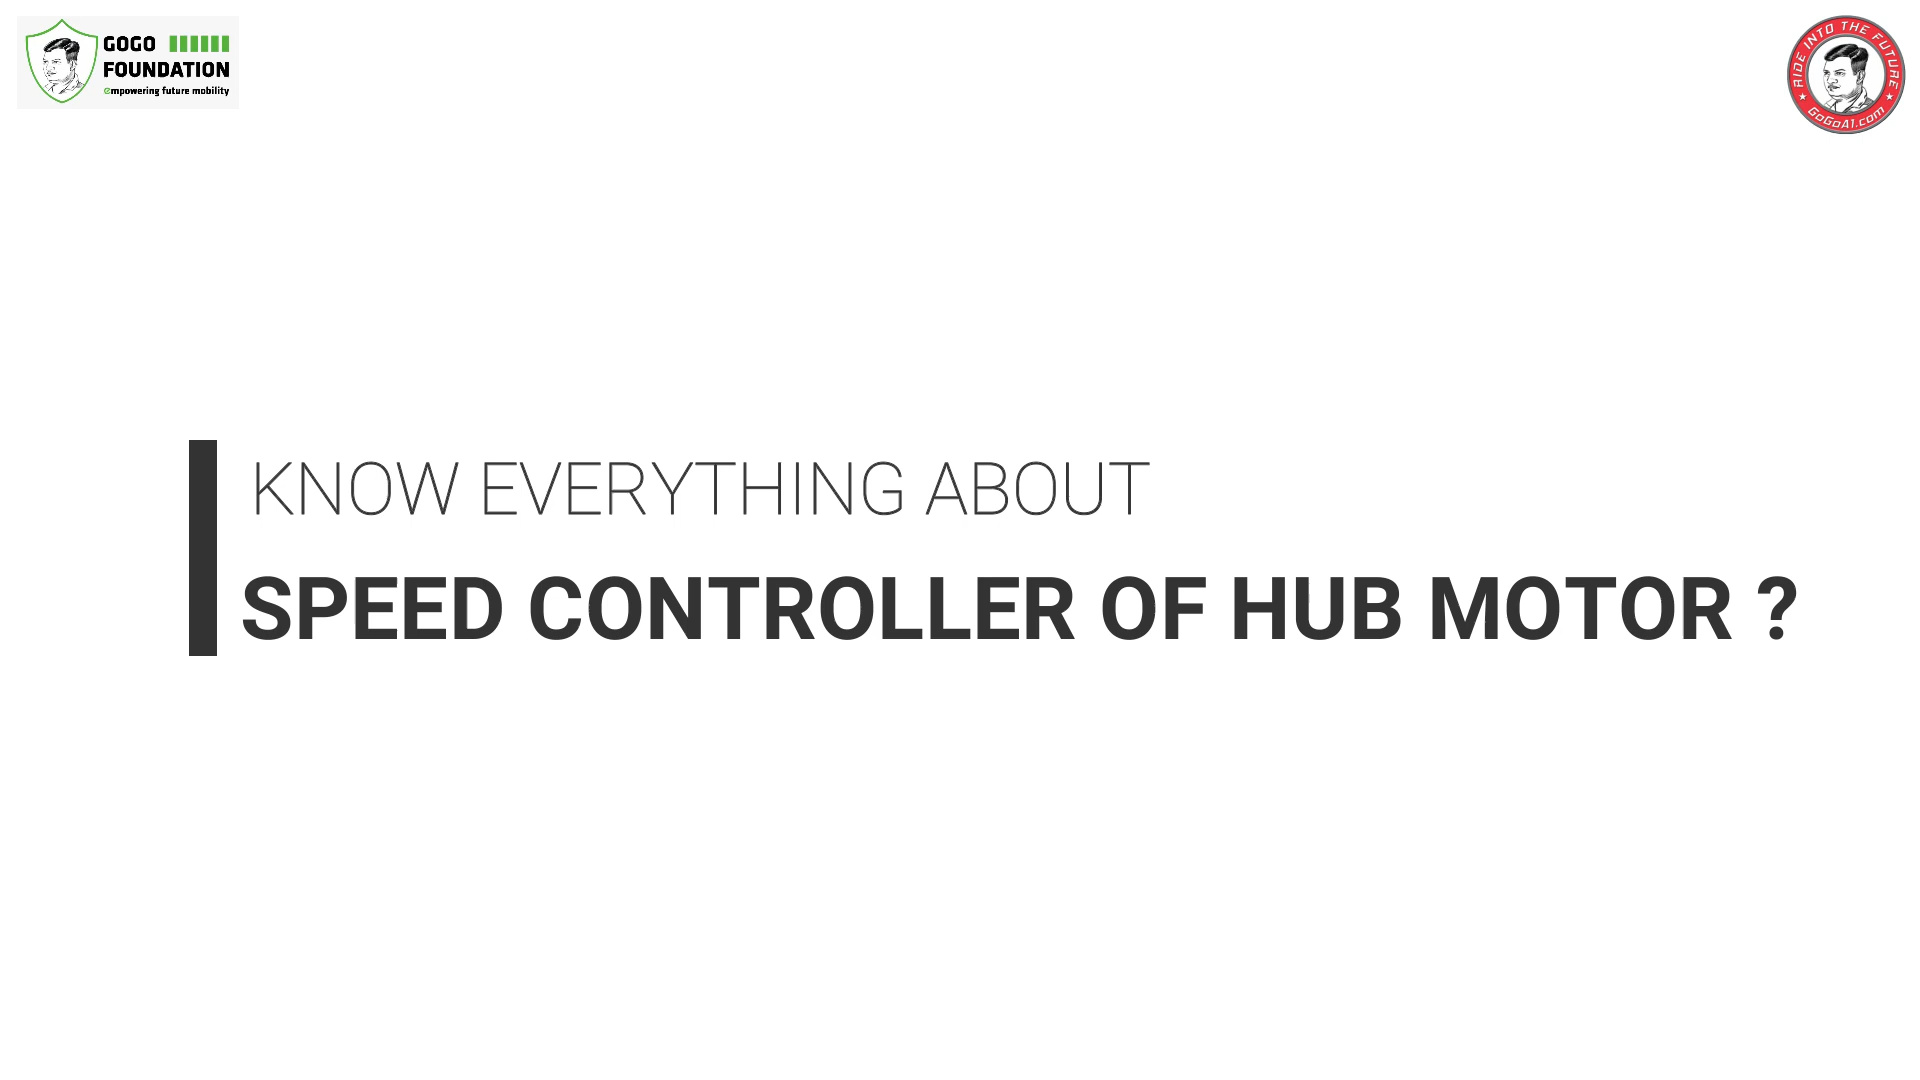 GOGO
FOUNDATION
empowering future mobility
RIDE INTO THE FUTURE
GoGoA1.com
KNOW EVERYTHING ABOUT
SPEED CONTROLLER OF HUB MOTOR ?